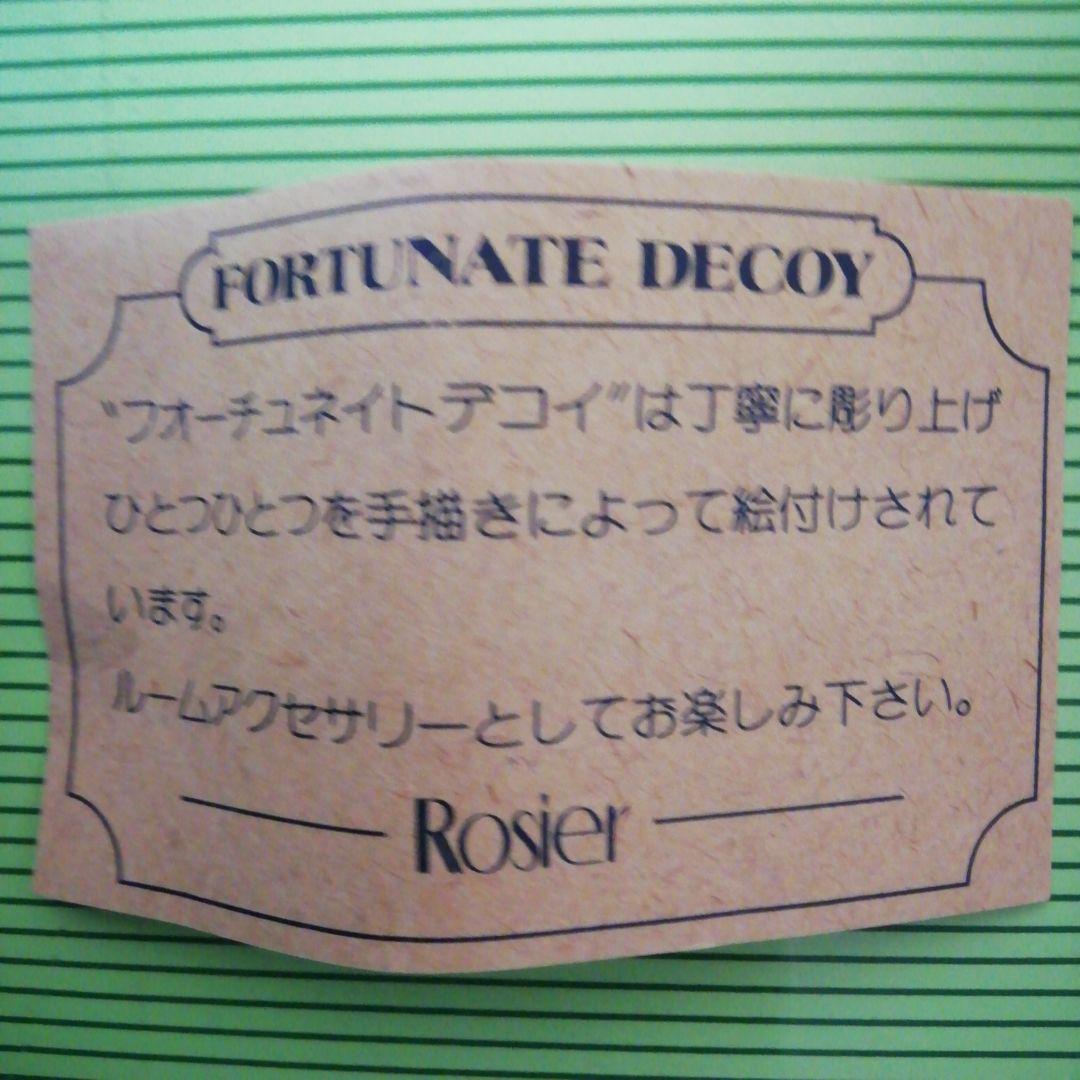 FORTUNATE DECOY
“フォーチュネイトデコイ”は丁寧に彫り上げ
ひとつひとつを手描きによって絵付けされて
います。
ルームアクセサリーとしてお楽しみ下さい。
Rosier